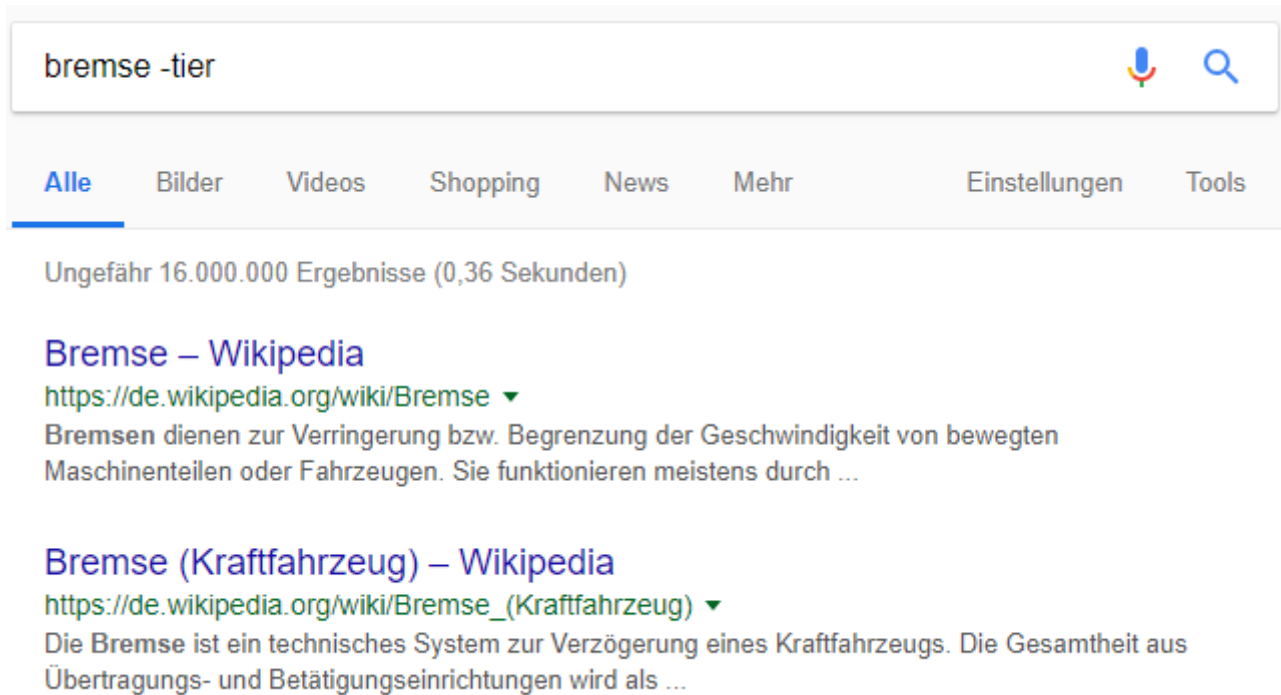 bremse -tier
Alle Bilder Videos Shopping News Mehr Einstellungen Tools
Ungefähr 16.000.000 Ergebnisse (0,36 Sekunden)
Bremse – Wikipedia
https://de.wikipedia.org/wiki/Bremse
Bremsen dienen zur Verringerung bzw. Begrenzung der Geschwindigkeit von bewegten
Maschinenteilen oder Fahrzeugen. Sie funktionieren meistens durch ...
Bremse (Kraftfahrzeug) – Wikipedia
https://de.wikipedia.org/wiki/Bremse_(Kraftfahrzeug)
Die Bremse ist ein technisches System zur Verzögerung eines Kraftfahrzeugs. Die Gesamtheit aus
Übertragungs- und Betätigungseinrichtungen wird als ...